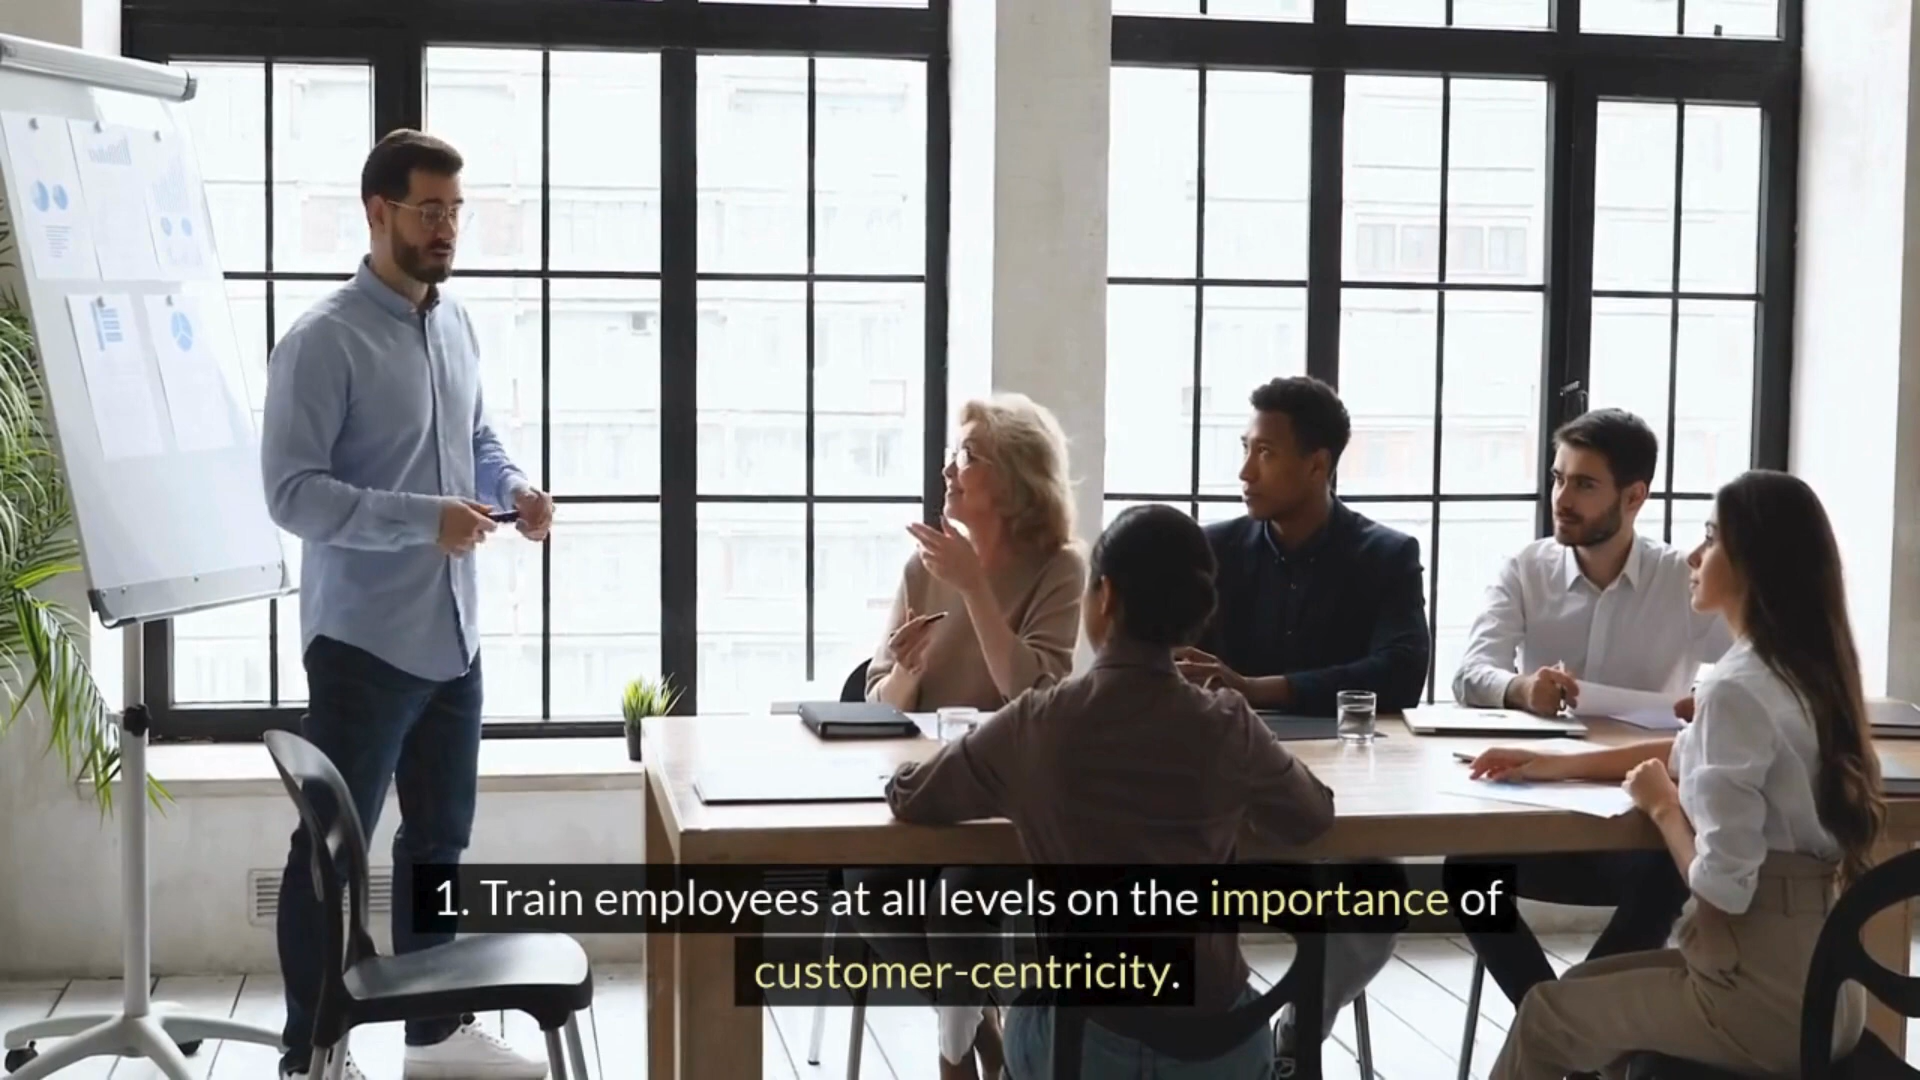 1. Train employees at all levels on the importance of
customer-centricity.